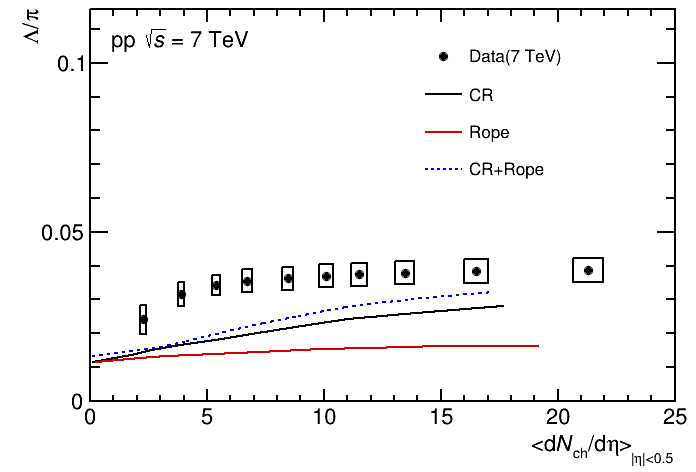 Λ/π
pp √s = 7 TeV
Data(7 TeV)
CR
Rope
CR+Rope
0.1
0.05
0
0 5 10 15 20 25
<dN_ch/dη>_|η|<0.5